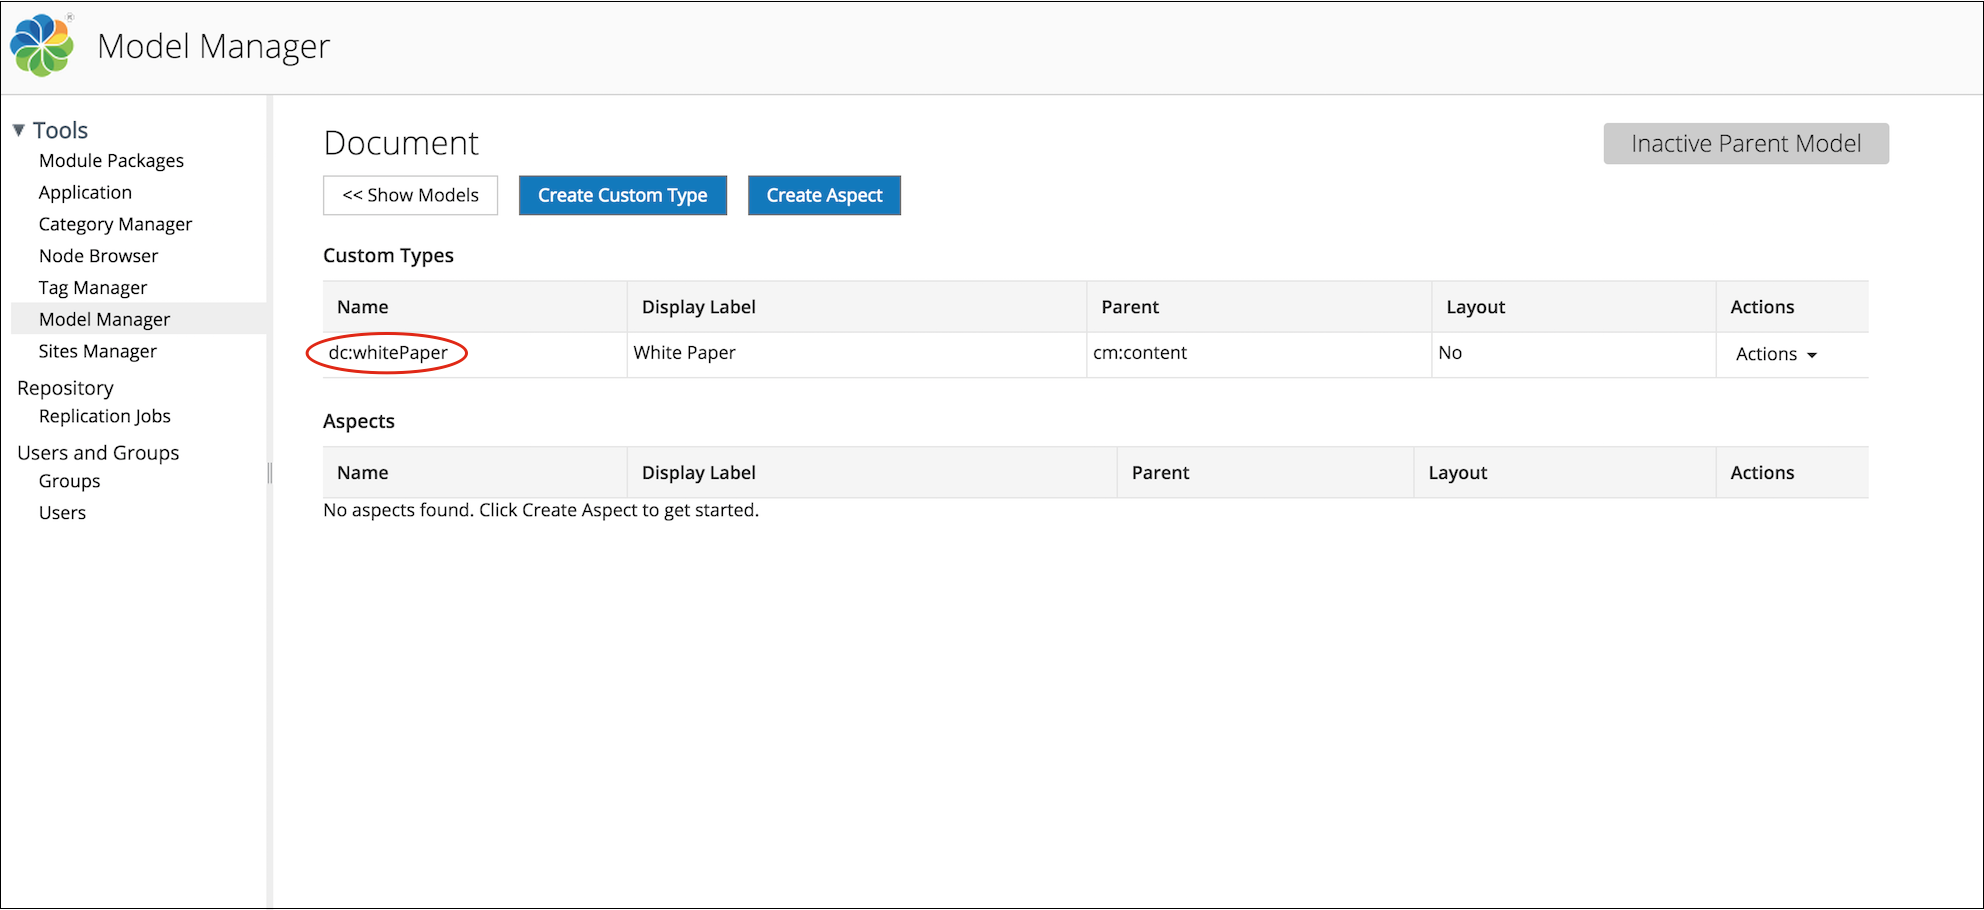 Model Manager
Tools
Module Packages
Application
Category Manager
Node Browser
Tag Manager
Model Manager
Sites Manager
Repository
Replication Jobs
Users and Groups
Groups
Users
Document
Inactive Parent Model
<< Show Models Create Custom Type Create Aspect
Custom Types
Name Display Label Parent Layout Actions
dc:whitePaper White Paper cm:content No Actions
Aspects
Name Display Label Parent Layout Actions
No aspects found. Click Create Aspect to get started.